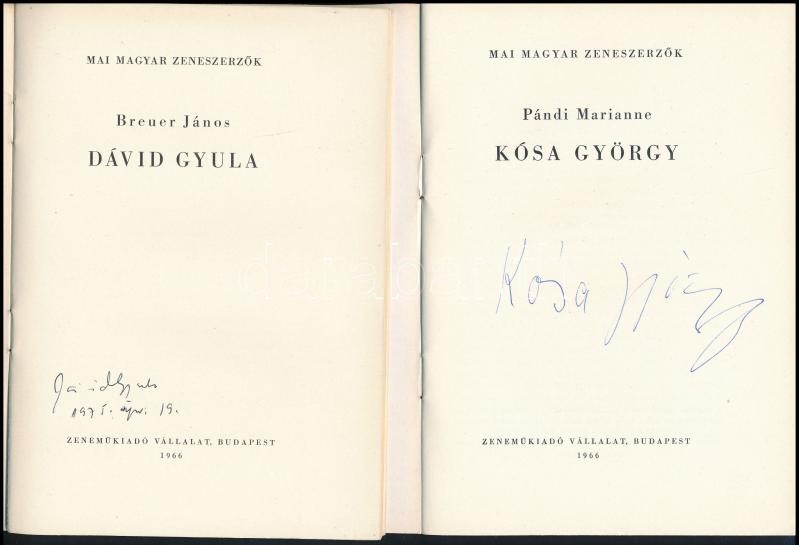 MAI MAGYAR ZENESZERZŐK
Breuer János
DÁVID GYULA
Dávid Gyula
1975. ápr. 19.
ZENEMŰKIADÓ VÁLLALAT, BUDAPEST
1966
MAI MAGYAR ZENESZERZŐK
Pándi Marianne
KÓSA GYÖRGY
Kósa György
ZENEMŰKIADÓ VÁLLALAT, BUDAPEST
1966